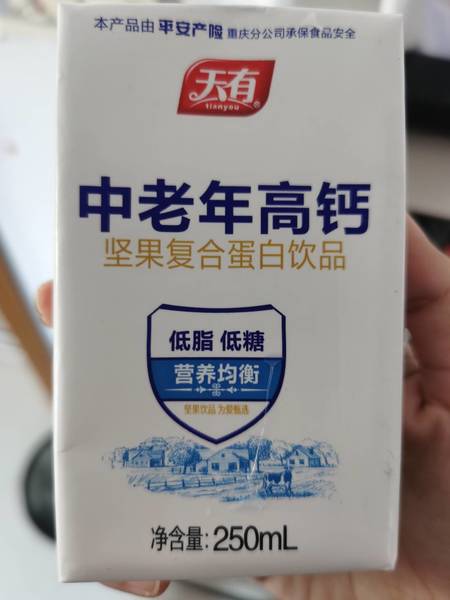 本产品由 平安产险 重庆分公司承保食品安全
天有
tianyou®
中老年高钙
坚果复合蛋白饮品
低脂 低糖
营养均衡
坚果饮品 为爱甄选
净含量: 250mL